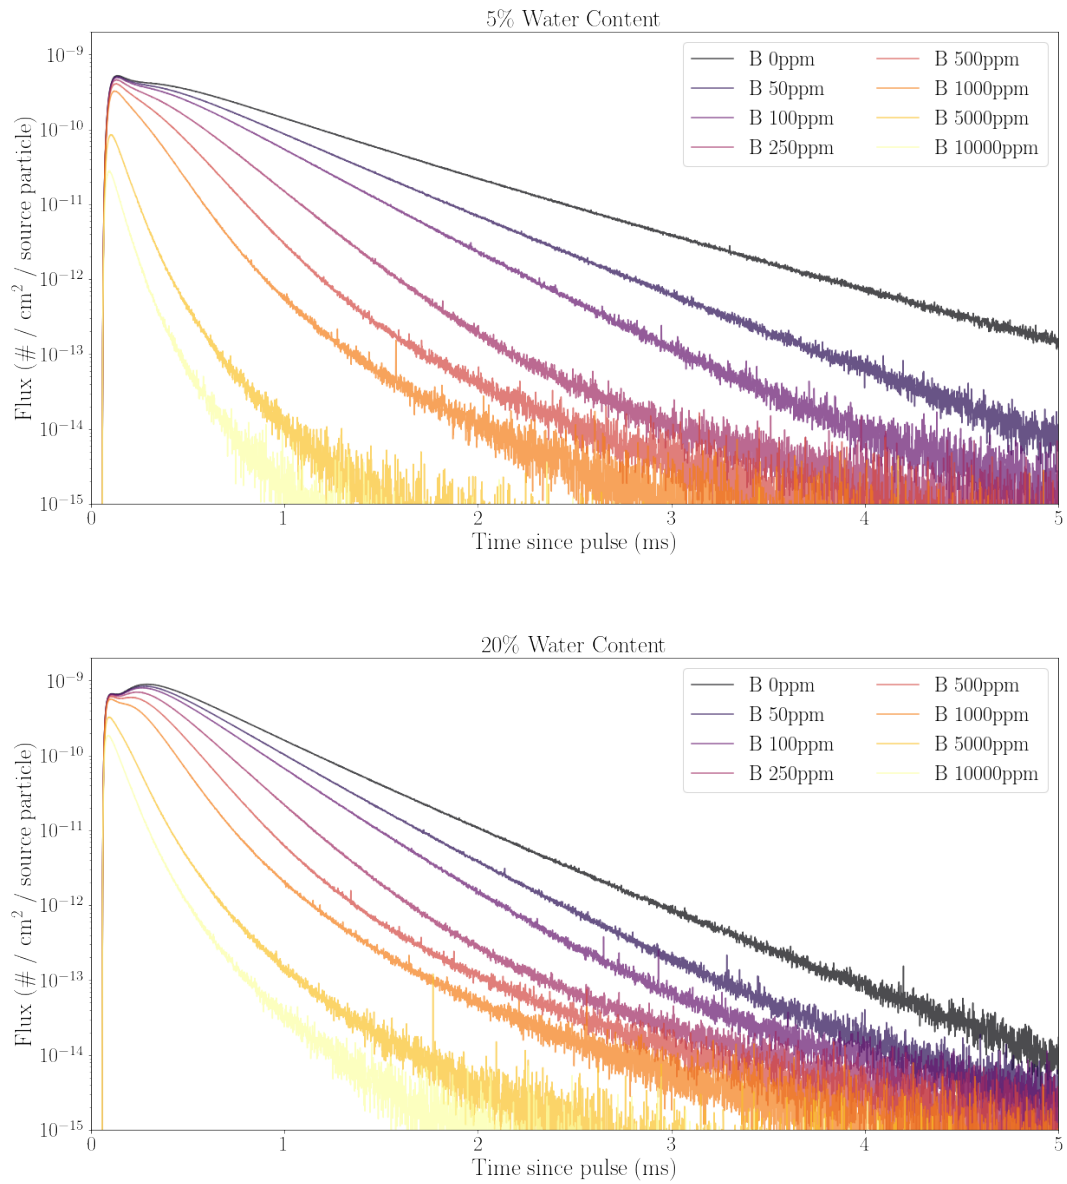 5% Water Content
Flux (# / cm² / source particle)
10⁻⁹
10⁻¹⁰
10⁻¹¹
10⁻¹²
10⁻¹³
10⁻¹⁴
10⁻¹⁵
B 0ppm
B 50ppm
B 100ppm
B 250ppm
B 500ppm
B 1000ppm
B 5000ppm
B 10000ppm
0 1 2 3 4 5
Time since pulse (ms)
20% Water Content
Flux (# / cm² / source particle)
10⁻⁹
10⁻¹⁰
10⁻¹¹
10⁻¹²
10⁻¹³
10⁻¹⁴
10⁻¹⁵
B 0ppm
B 50ppm
B 100ppm
B 250ppm
B 500ppm
B 1000ppm
B 5000ppm
B 10000ppm
0 1 2 3 4 5
Time since pulse (ms)